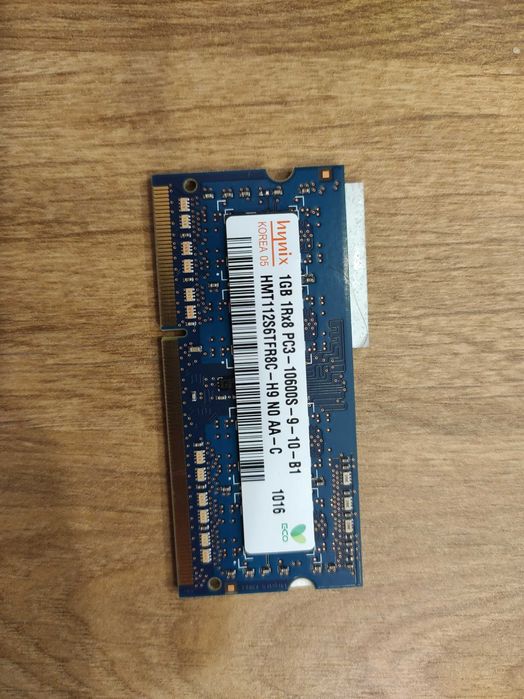 hynix
KOREA 05
1GB 1Rx8 PC3-10600S-9-10-B1
HMT112S6TFR8C-H9 N0 AA-C
1016
ECO